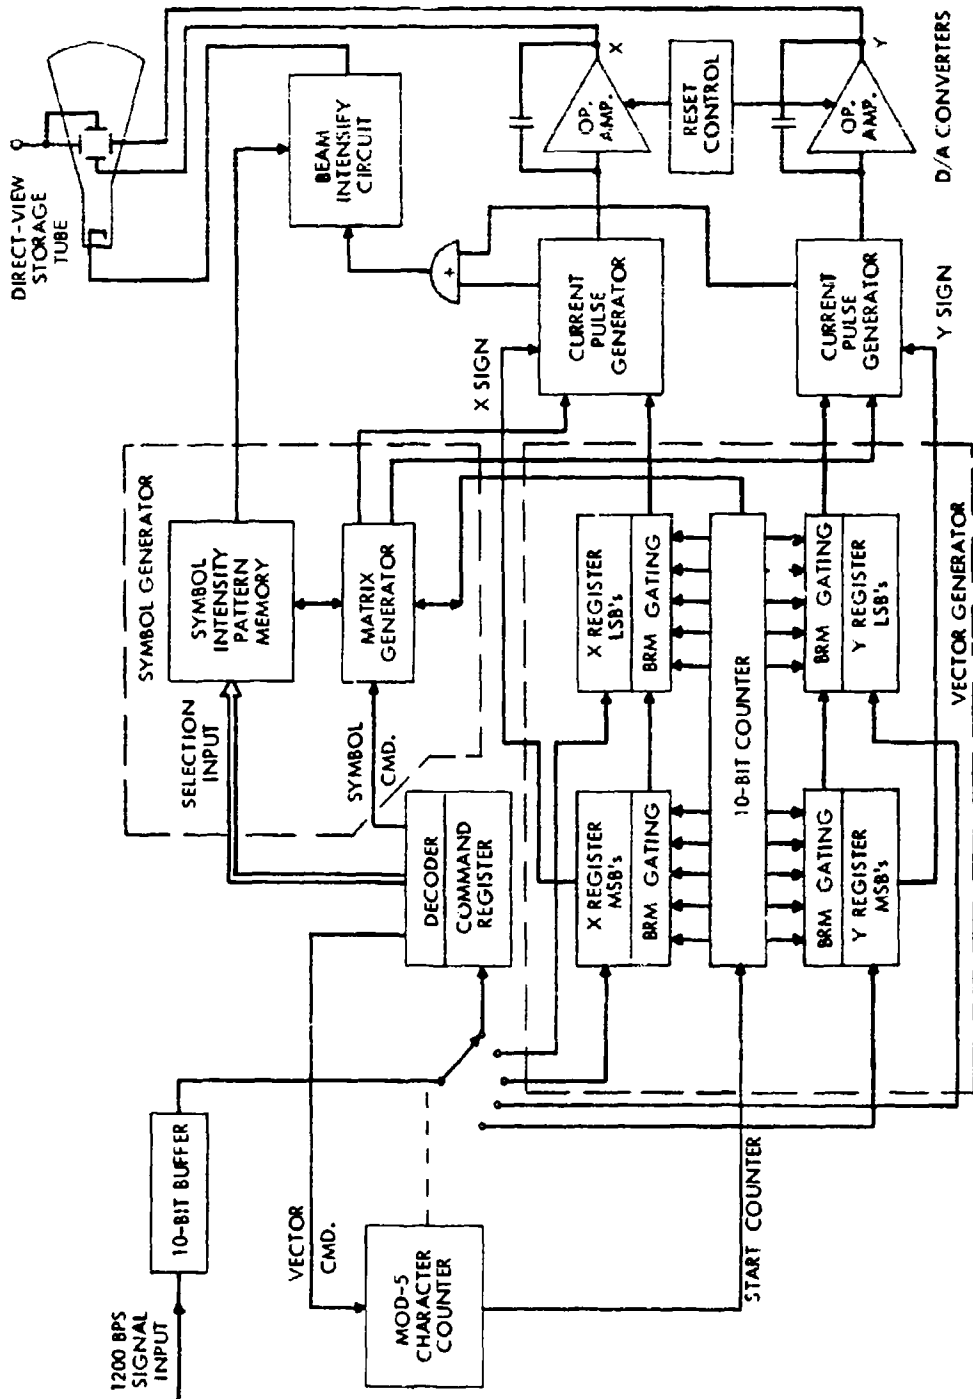 1200 BPS
SIGNAL
INPUT
10-BIT BUFFER
VECTOR
CMD.
MOD-5
CHARACTER
COUNTER
START COUNTER
DECODER
COMMAND
REGISTER
SELECTION
INPUT
SYMBOL
CMD.
SYMBOL GENERATOR
SYMBOL
INTENSITY
PATTERN
MEMORY
MATRIX
GENERATOR
X REGISTER
MSB's
BRM GATING
X REGISTER
LSB's
BRM GATING
10-BIT COUNTER
BRM GATING
Y REGISTER
MSB's
BRM GATING
Y REGISTER
LSB's
VECTOR GENERATOR
X SIGN
Y SIGN
CURRENT
PULSE
GENERATOR
CURRENT
PULSE
GENERATOR
+
BEAM
INTENSIFY
CIRCUIT
DIRECT-VIEW
STORAGE
TUBE
OP.
AMP.
X
RESET
CONTROL
OP.
AMP.
Y
D/A CONVERTERS